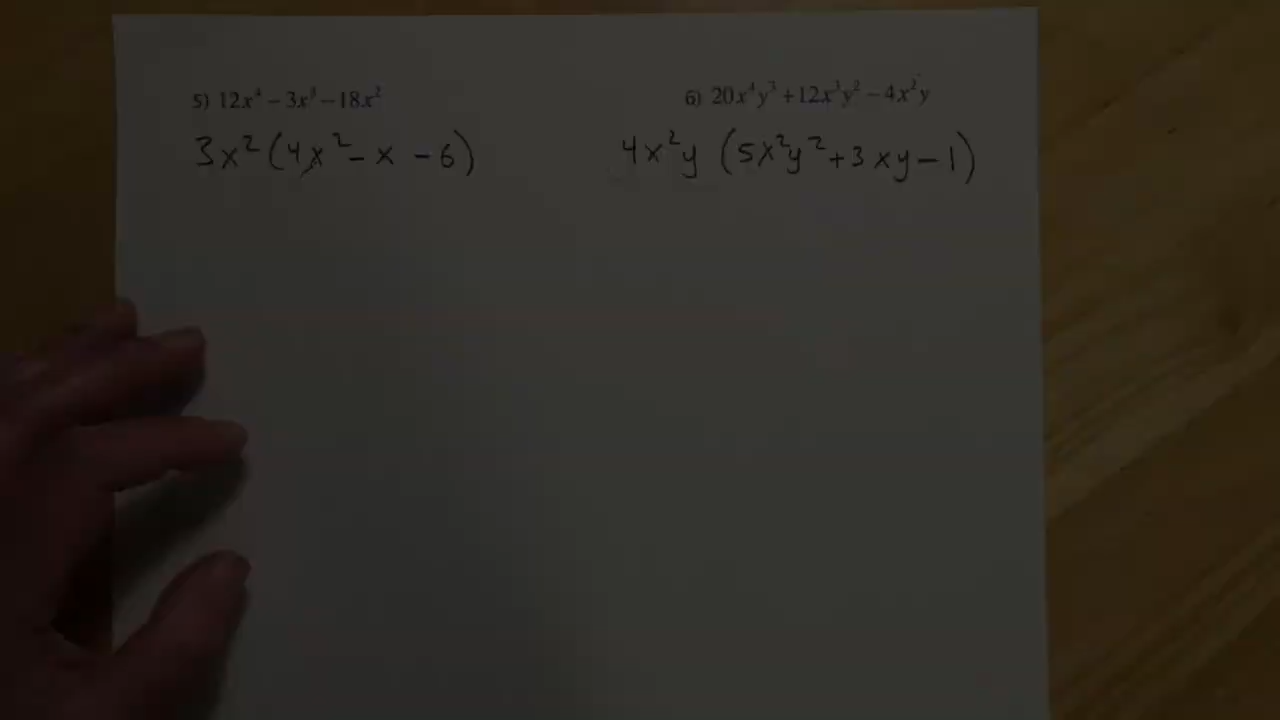 5) 12x⁴ − 3x³ − 18x²
3x² (4x² − x − 6)
6) 20x⁴y³ + 12x³y² − 4x²y
4x²y (5x²y² + 3xy − 1)